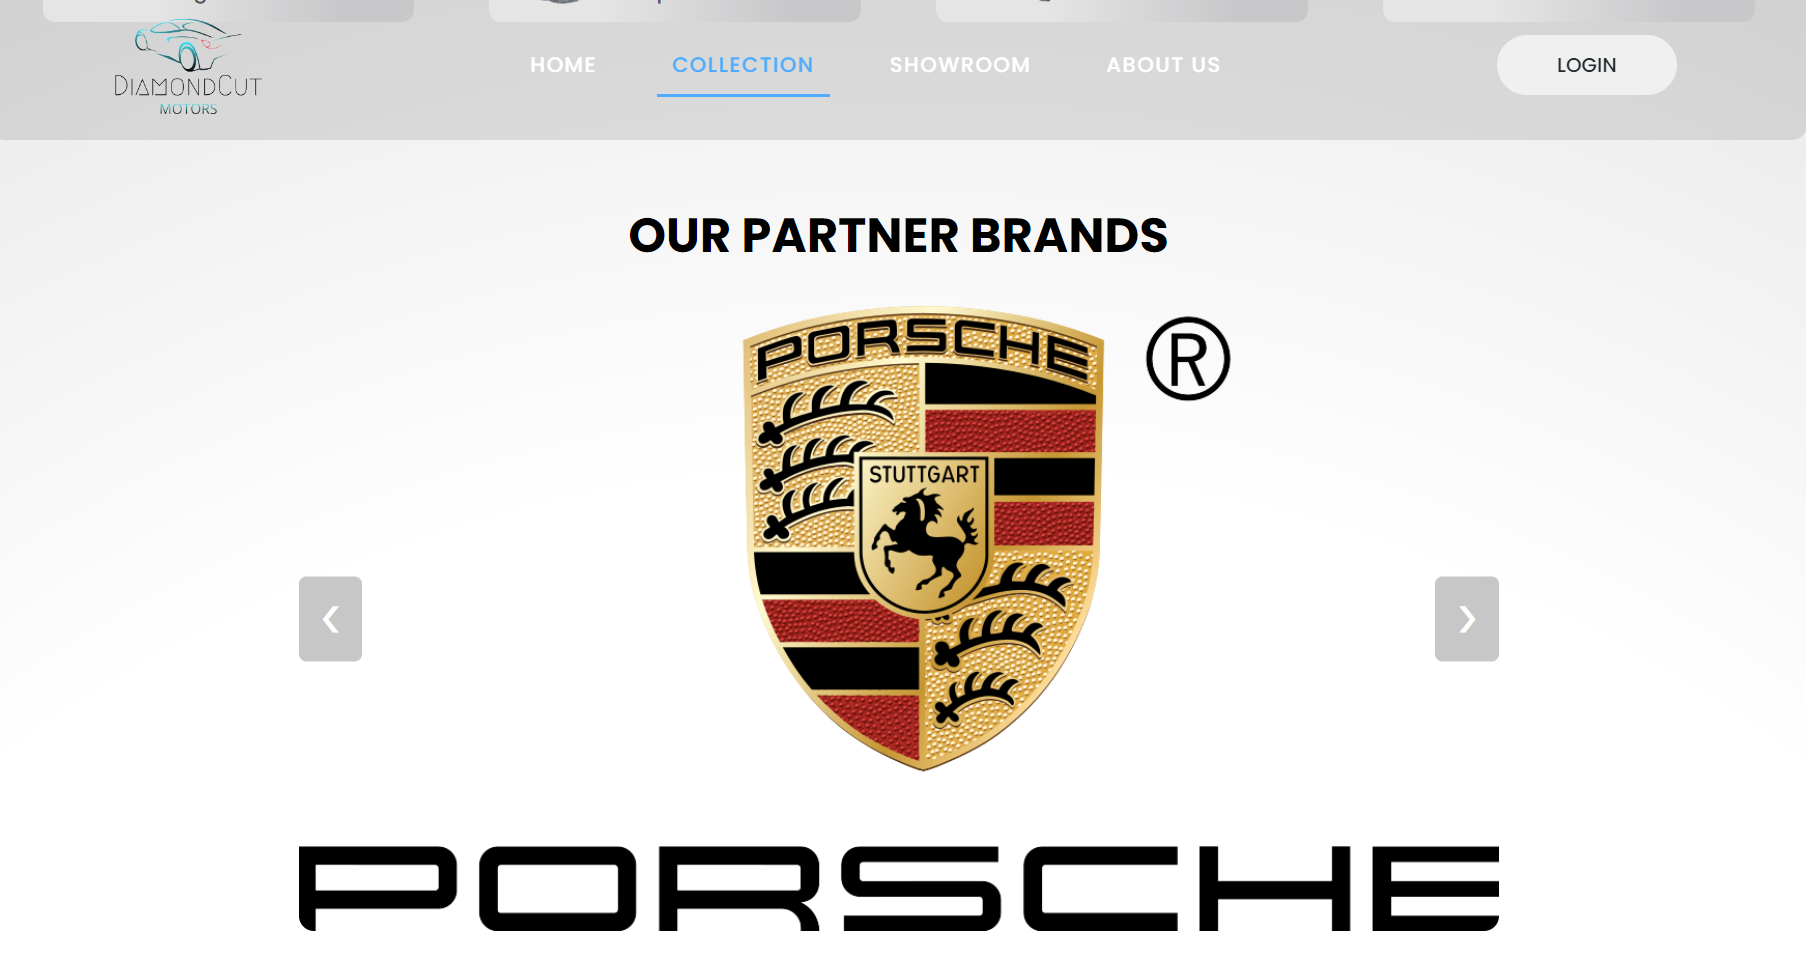 DIAMONDCUT
MOTORS
HOME
COLLECTION
SHOWROOM
ABOUT US
LOGIN
OUR PARTNER BRANDS
PORSCHE
®
STUTTGART
❮
❯
PORSCHE